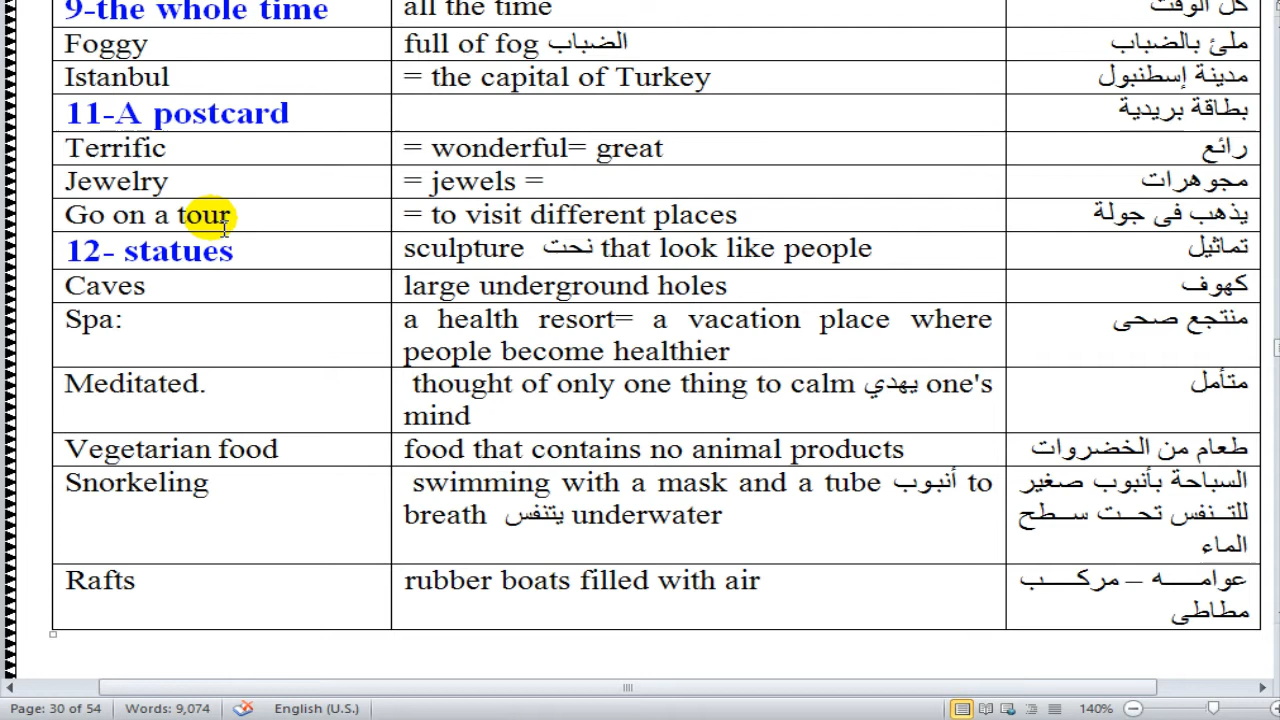 9-the whole time all the time كل الوقت
Foggy full of fog الضباب ملئ بالضباب
Istanbul = the capital of Turkey مدينة إسطنبول
11-A postcard بطاقة بريدية
Terrific = wonderful= great رائع
Jewelry = jewels = مجوهرات
Go on a tour = to visit different places يذهب فى جولة
12- statues sculpture نحت that look like people تماثيل
Caves large underground holes كهوف
Spa: a health resort= a vacation place where منتجع صحى
people become healthier
Meditated. thought of only one thing to calm يهدي one's متأمل
mind
Vegetarian food food that contains no animal products طعام من الخضروات
Snorkeling swimming with a mask and a tube أنبوب to السباحة بأنبوب صغير
breath يتنفس underwater للتنفس تحت سطح
الماء
Rafts rubber boats filled with air عوامه – مركب
مطاطى
Page: 30 of 54 Words: 9,074 English (U.S.) 140%